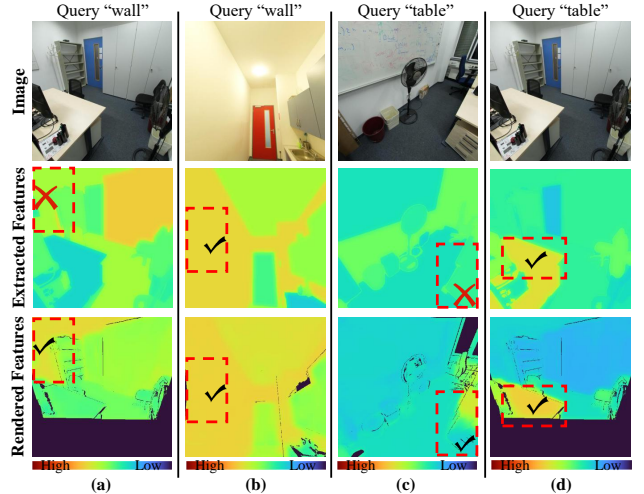 Query “wall” Query “wall” Query “table” Query “table”
Image
Extracted Features
Rendered Features
High Low High Low High Low High Low
(a) (b) (c) (d)